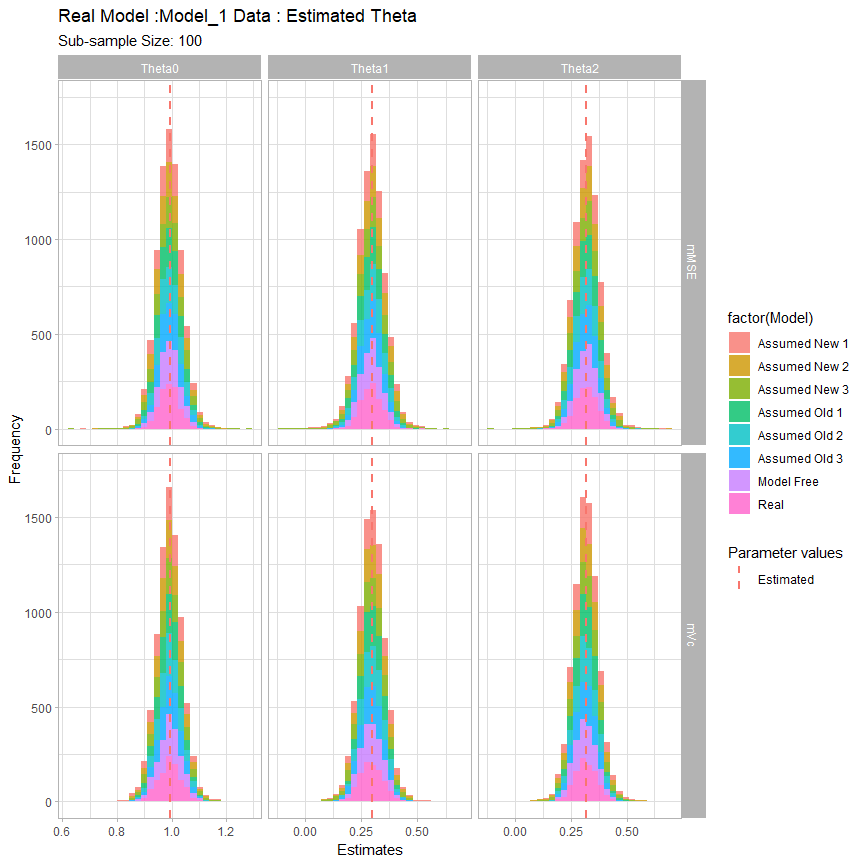 Real Model :Model_1 Data : Estimated Theta
Sub-sample Size: 100
Theta0 Theta1 Theta2
1500
1000
500
0
mMSE
1500
1000
500
0
mVc
0.6 0.8 1.0 1.2 0.00 0.25 0.50 0.00 0.25 0.50
Estimates
Frequency
factor(Model)
Assumed New 1
Assumed New 2
Assumed New 3
Assumed Old 1
Assumed Old 2
Assumed Old 3
Model Free
Real
Parameter values
Estimated